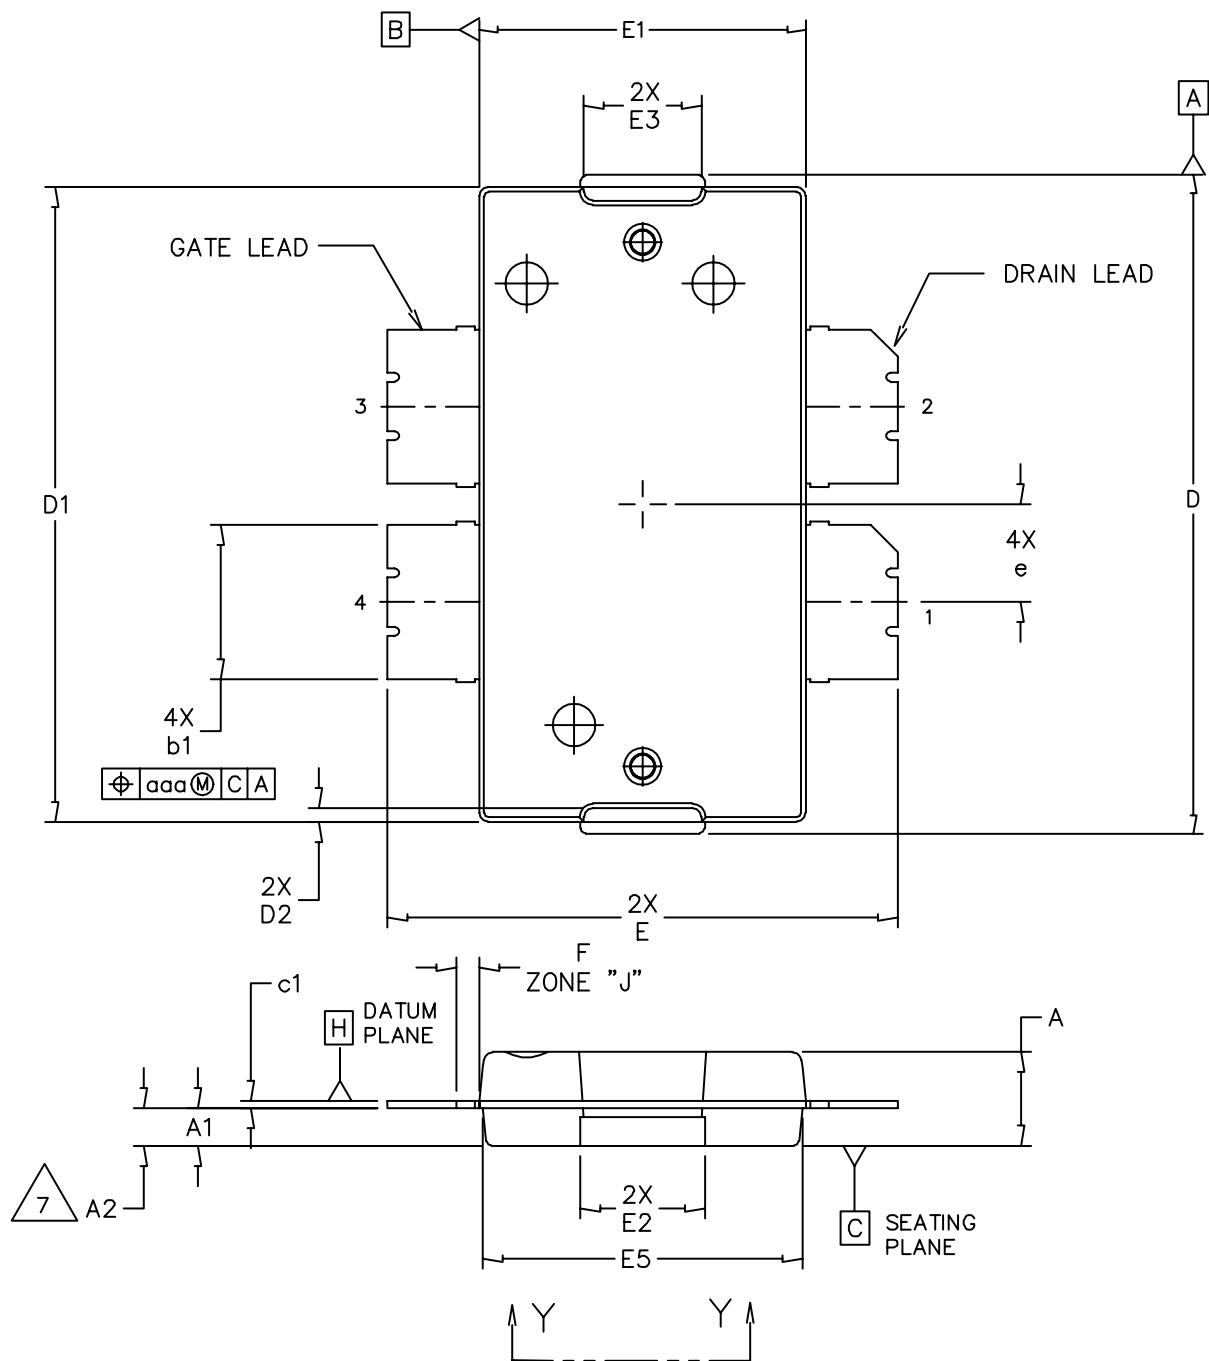 B
E1
2X
E3
A
GATE LEAD
DRAIN LEAD
3
2
D1
D
4X
e
4
1
4X
b1
aaa Ⓜ C A
2X
D2
2X
E
F
ZONE "J"
c1
H
DATUM
PLANE
A
A1
7
A2
2X
E2
C
SEATING
PLANE
E5
Y
Y